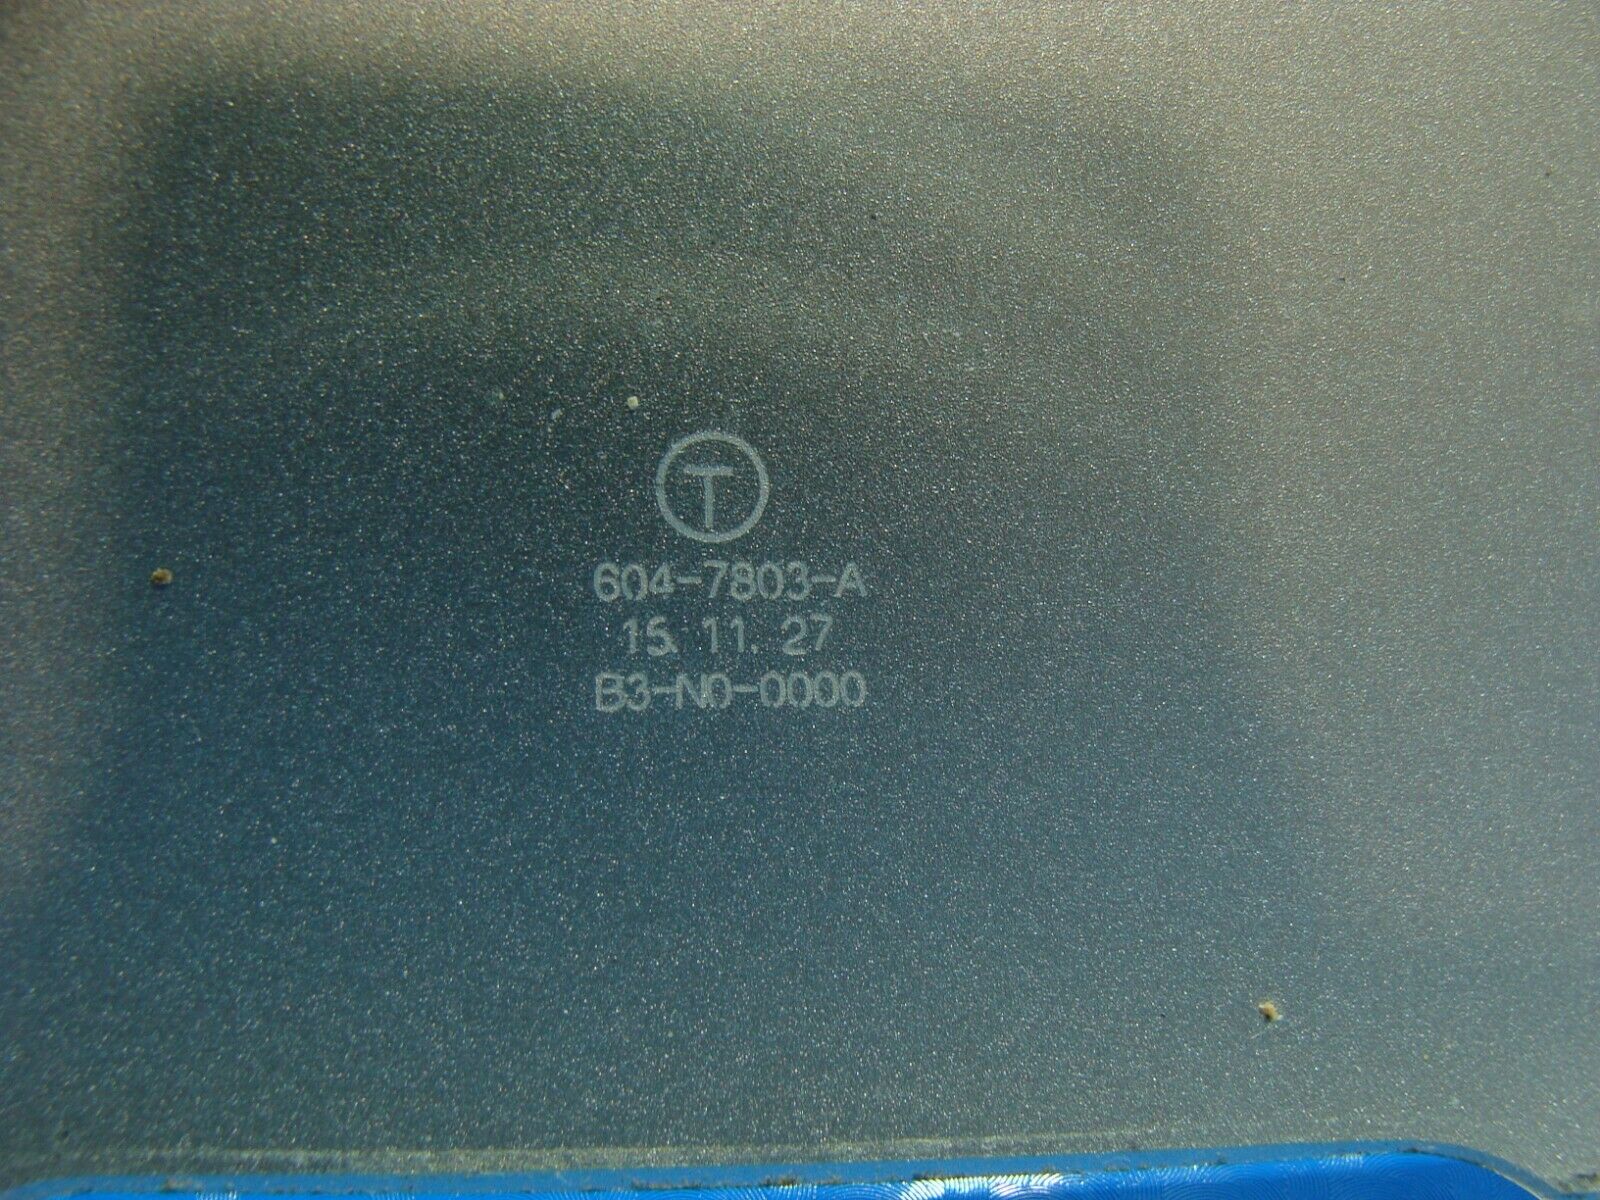 T
604-7803-A
15. 11. 27
B3-N0-0000